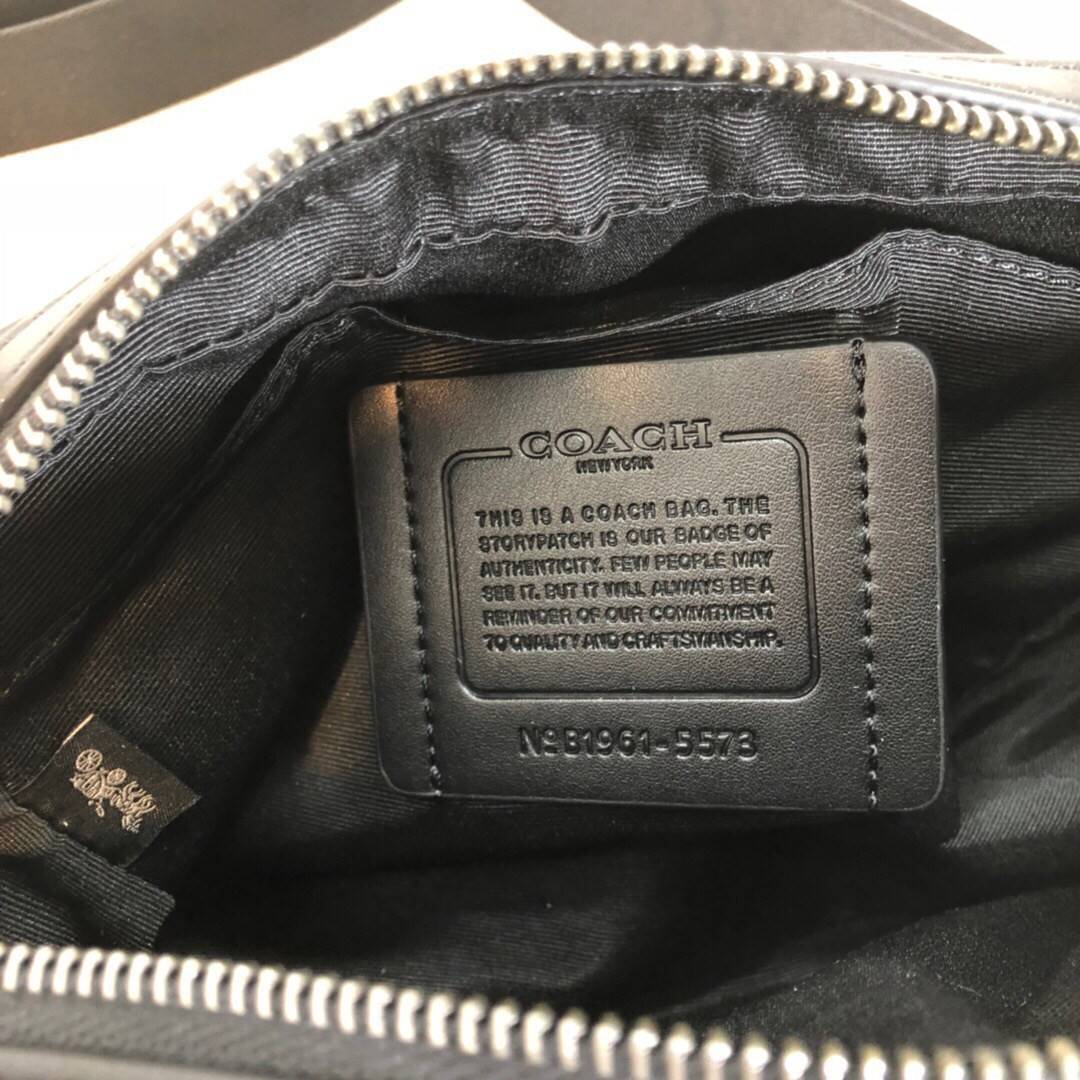 COACH
NEW YORK
THIS IS A COACH BAG. THE
STORYPATCH IS OUR BADGE OF
AUTHENTICITY. FEW PEOPLE MAY
SEE IT. BUT IT WILL ALWAYS BE A
REMINDER OF OUR COMMITMENT
TO QUALITY AND CRAFTSMANSHIP.
Nº B1961-5573